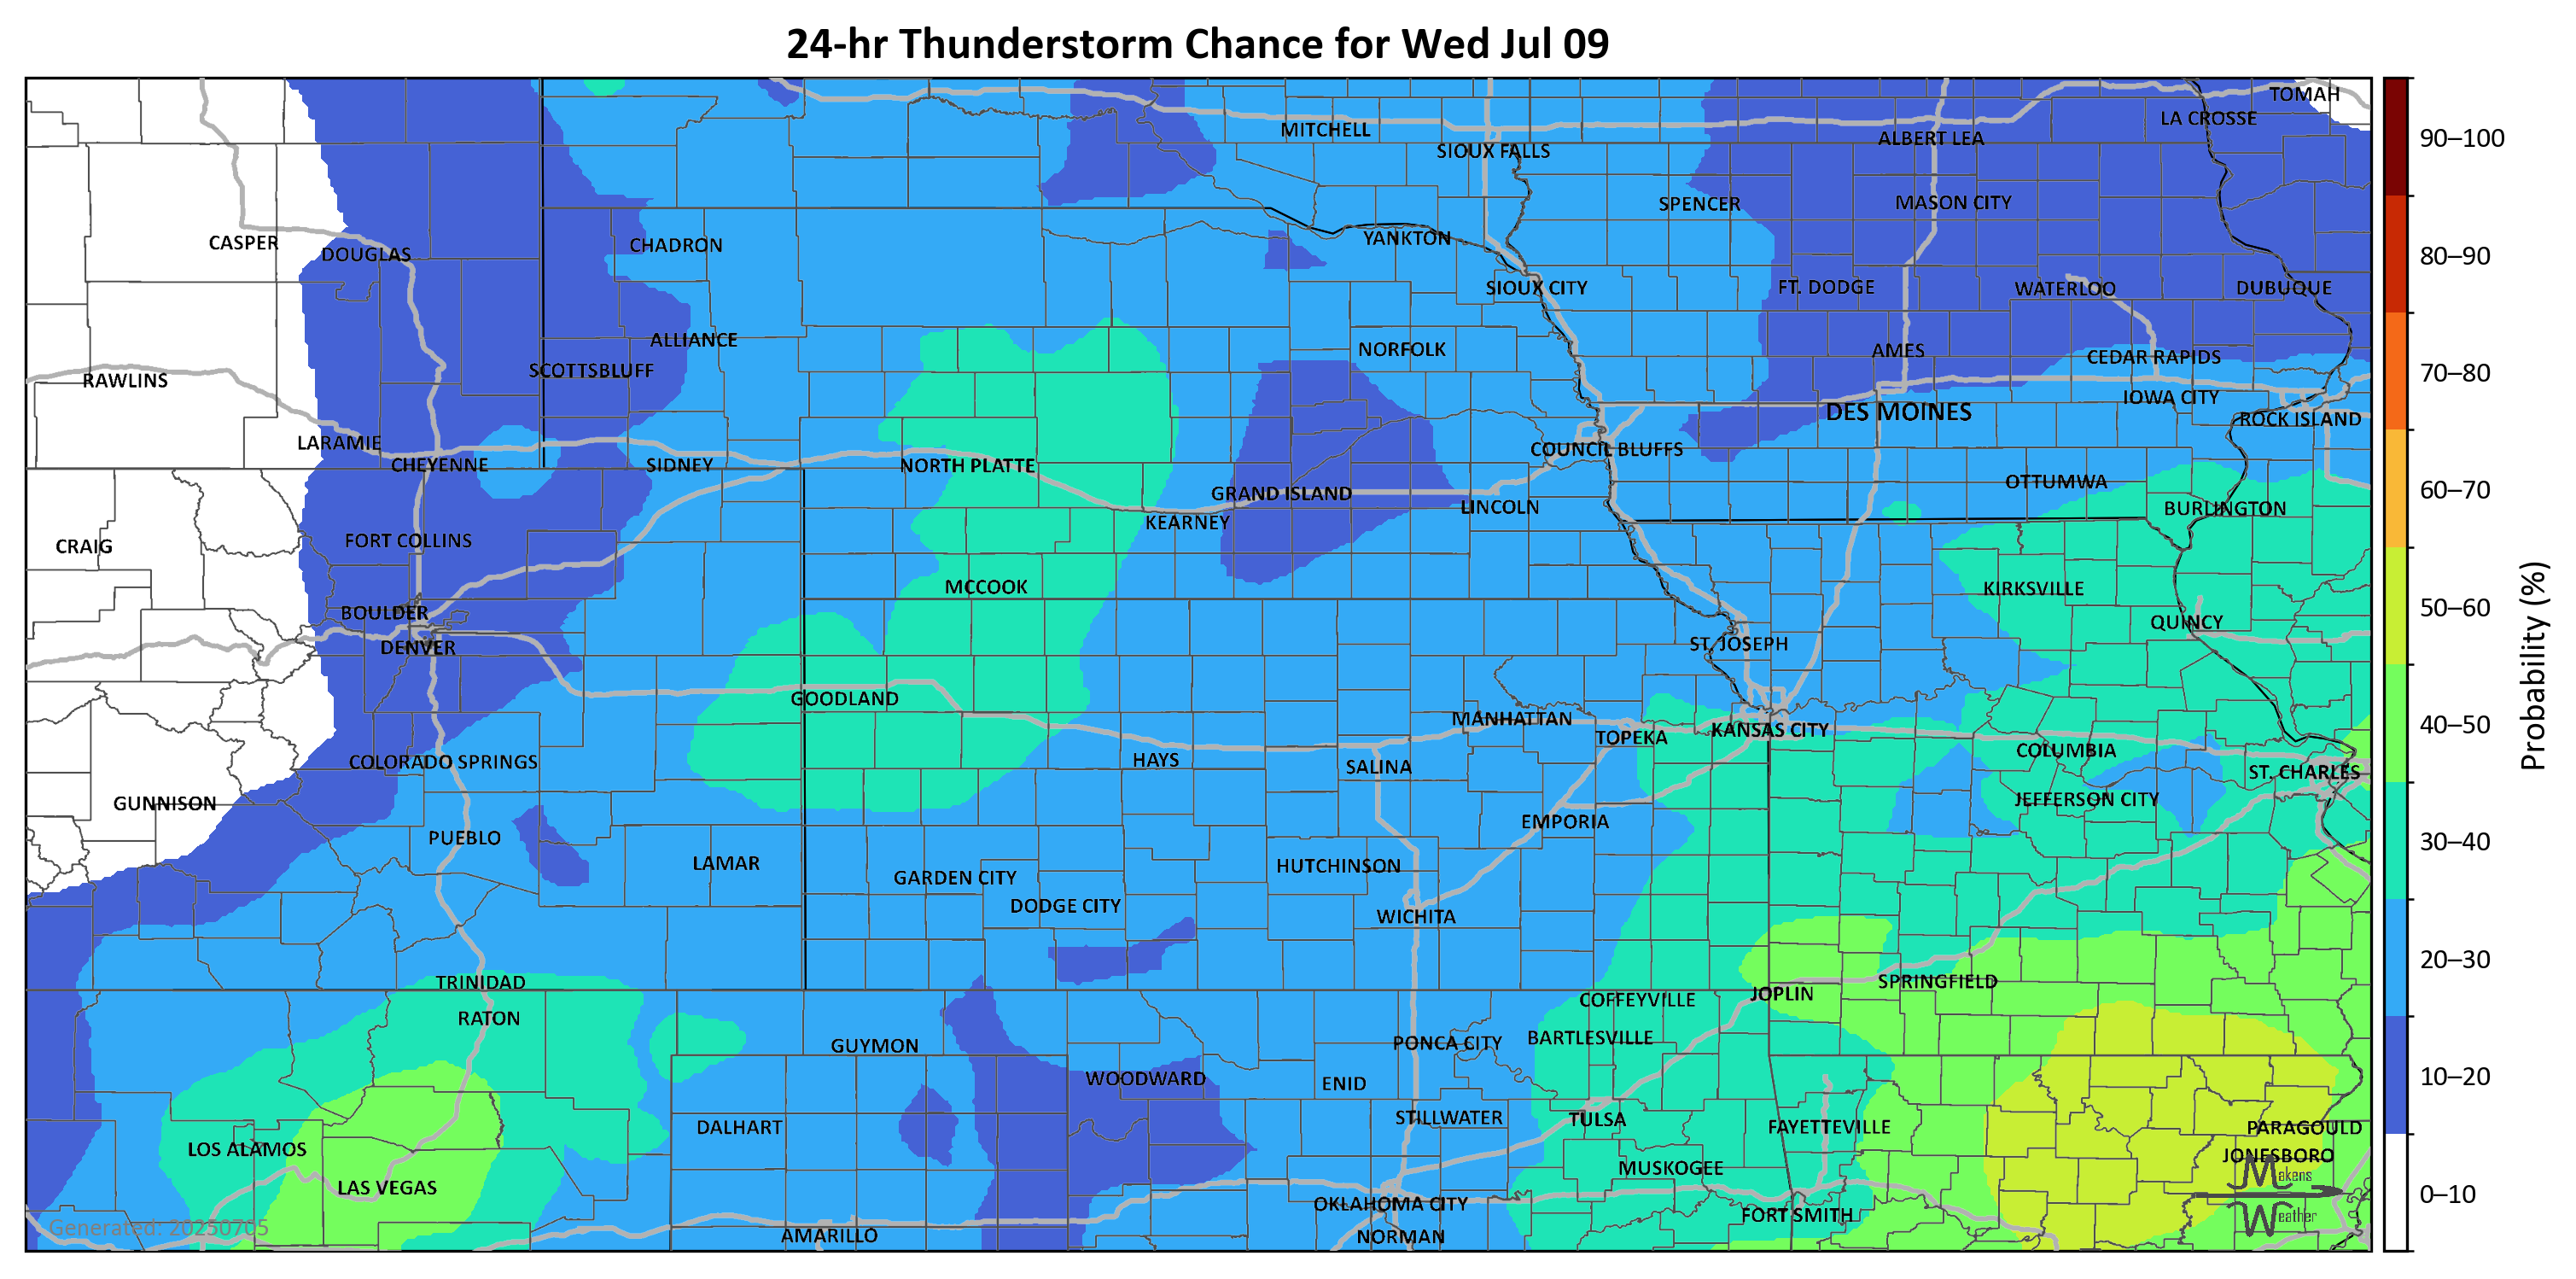 24-hr Thunderstorm Chance for Wed Jul 09
TOMAH
LA CROSSE
MITCHELL
ALBERT LEA
SIOUX FALLS
SPENCER
MASON CITY
CASPER
DOUGLAS
CHADRON
YANKTON
SIOUX CITY
FT. DODGE
WATERLOO
DUBUQUE
ALLIANCE
NORFOLK
AMES
CEDAR RAPIDS
RAWLINS
SCOTTSBLUFF
IOWA CITY
DES MOINES
ROCK ISLAND
LARAMIE
COUNCIL BLUFFS
CHEYENNE
SIDNEY
NORTH PLATTE
OTTUMWA
GRAND ISLAND
LINCOLN
BURLINGTON
KEARNEY
CRAIG
FORT COLLINS
MCCOOK
KIRKSVILLE
BOULDER
QUINCY
DENVER
ST. JOSEPH
GOODLAND
MANHATTAN
KANSAS CITY
TOPEKA
COLUMBIA
COLORADO SPRINGS
HAYS
SALINA
ST. CHARLES
GUNNISON
JEFFERSON CITY
EMPORIA
PUEBLO
LAMAR
HUTCHINSON
GARDEN CITY
DODGE CITY
WICHITA
TRINIDAD
SPRINGFIELD
JOPLIN
COFFEYVILLE
RATON
BARTLESVILLE
PONCA CITY
GUYMON
WOODWARD
ENID
STILLWATER
TULSA
DALHART
FAYETTEVILLE
PARAGOULD
LOS ALAMOS
JONESBORO
MUSKOGEE
LAS VEGAS
OKLAHOMA CITY
FORT SMITH
AMARILLO
NORMAN
Generated: 20250705
Makens
Weather
90–100
80–90
70–80
60–70
50–60
40–50
30–40
20–30
10–20
0–10
Probability (%)